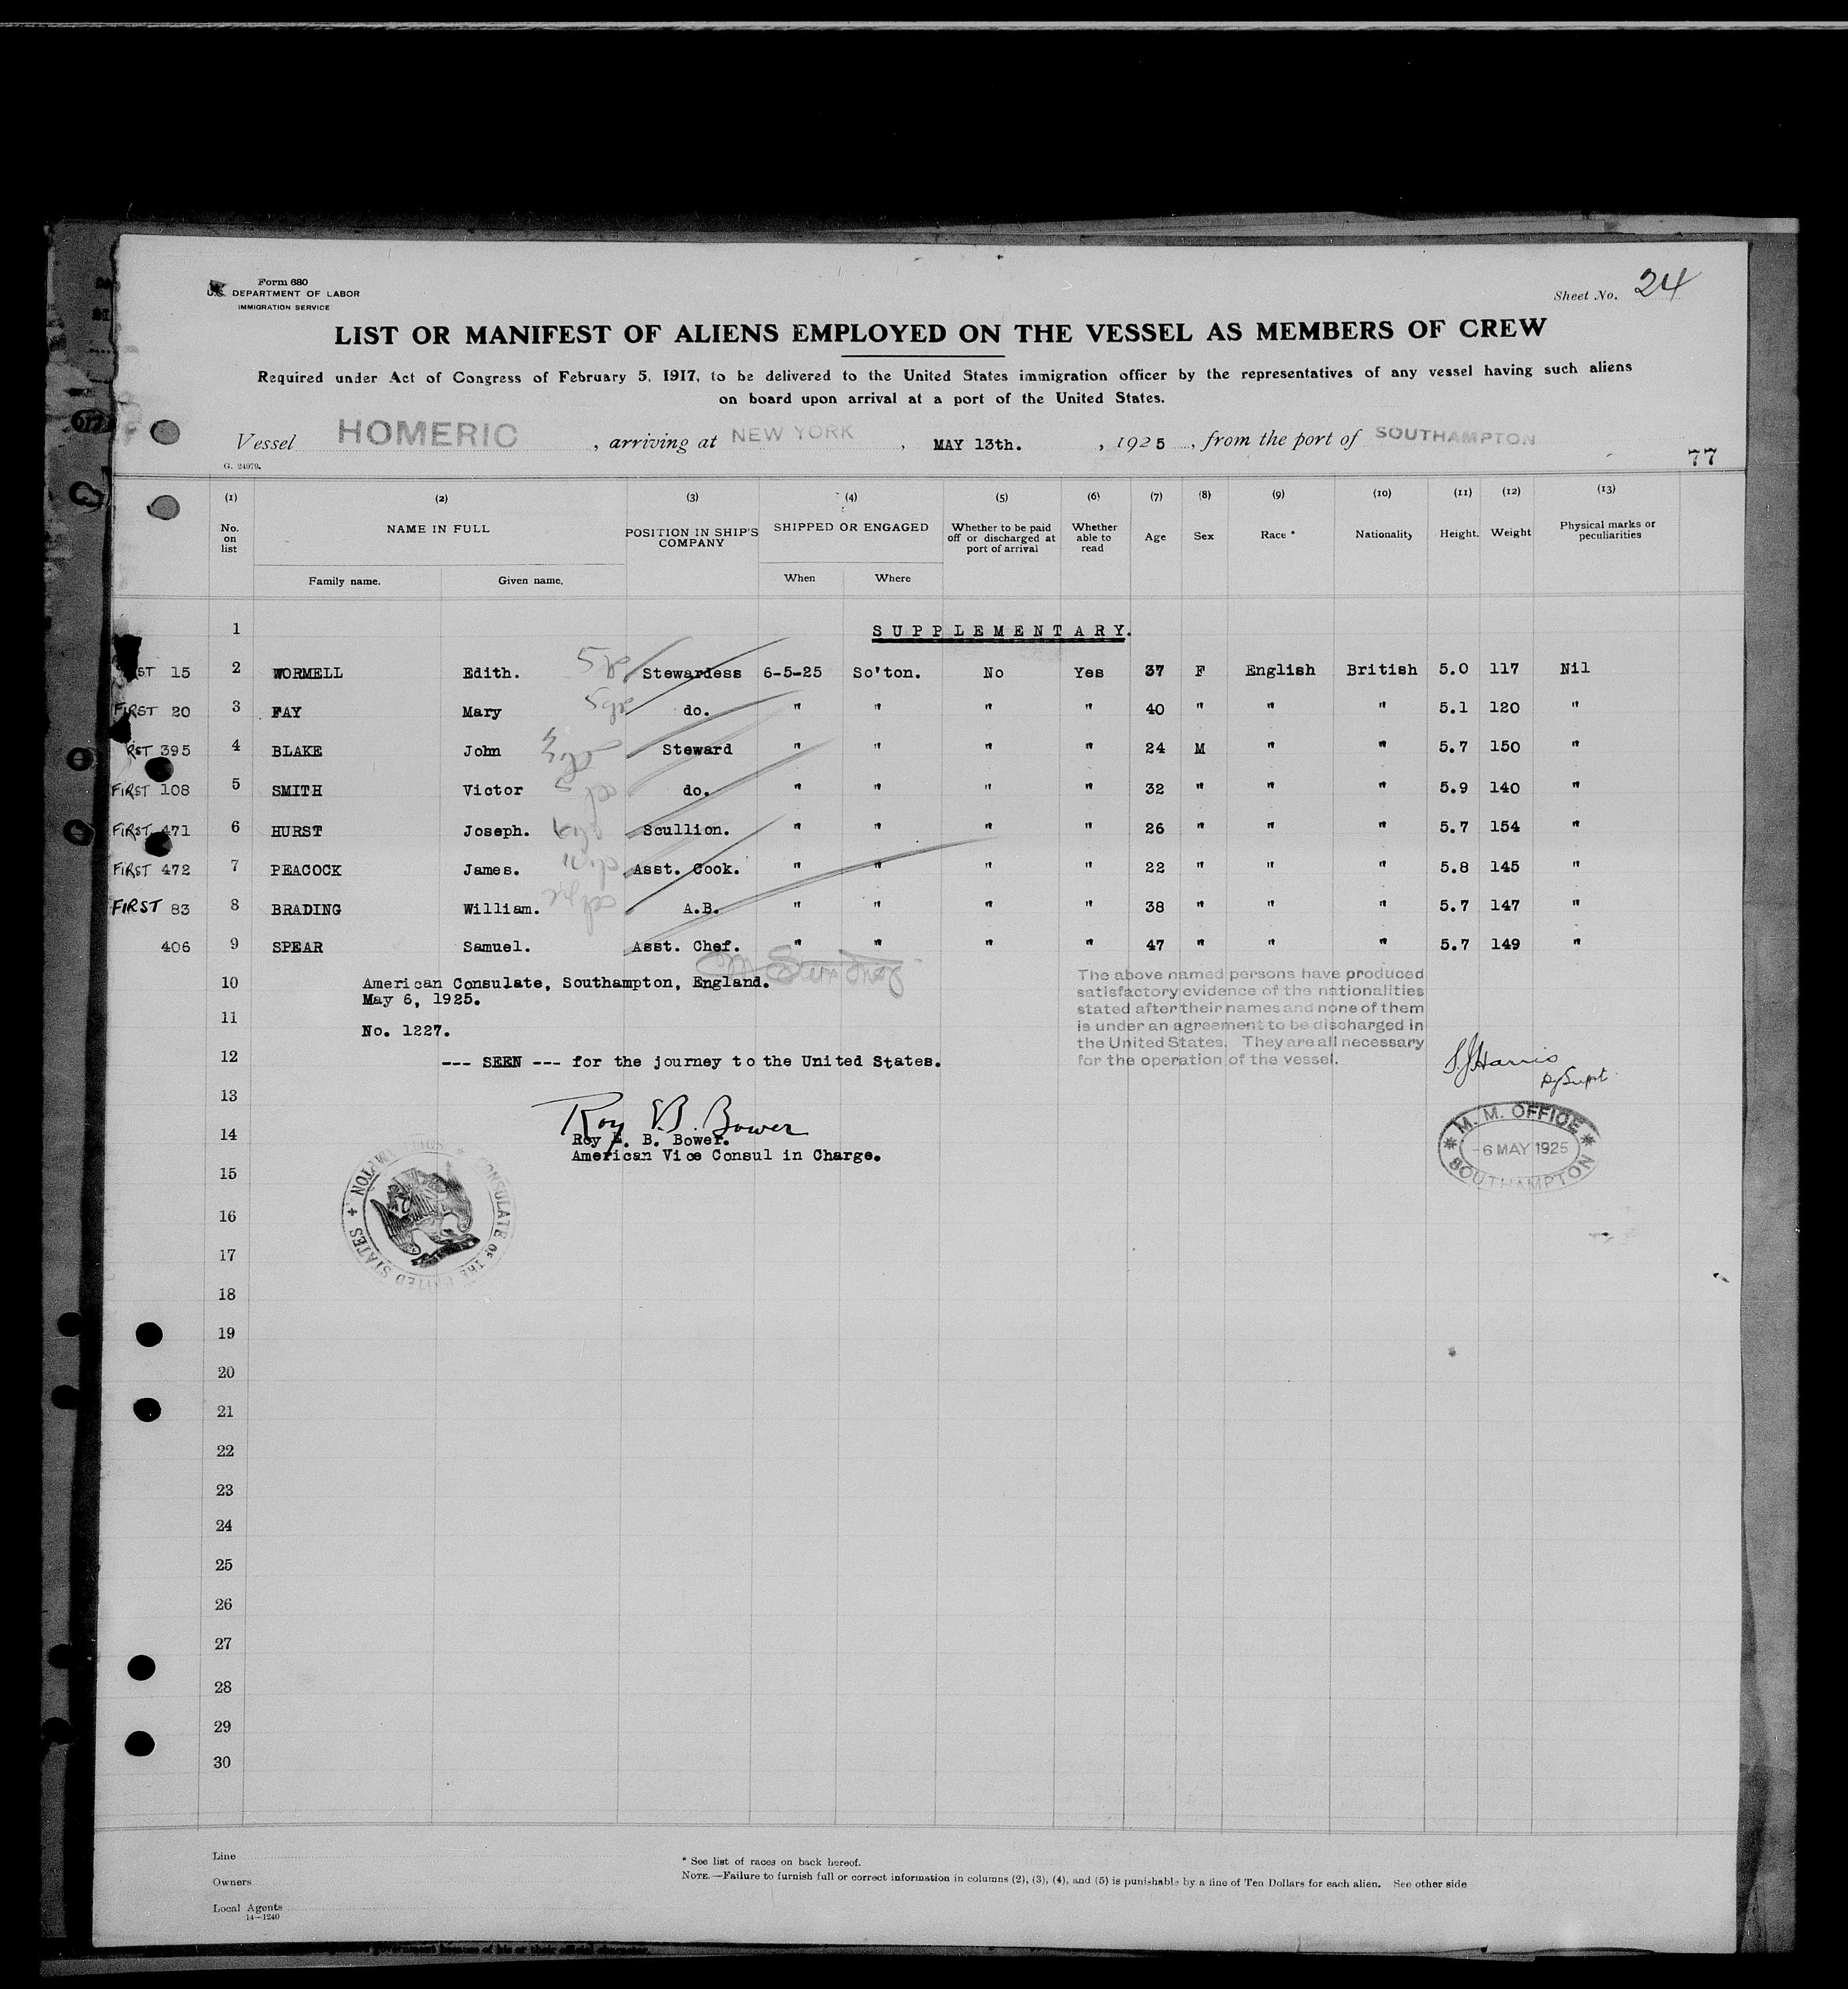 Form 680
U.S. DEPARTMENT OF LABOR
IMMIGRATION SERVICE
Sheet No. 24
LIST OR MANIFEST OF ALIENS EMPLOYED ON THE VESSEL AS MEMBERS OF CREW
Required under Act of Congress of February 5, 1917, to be delivered to the United States immigration officer by the representatives of any vessel having such aliens
on board upon arrival at a port of the United States.
Vessel HOMERIC, arriving at NEW YORK, MAY 13th., 1925, from the port of SOUTHAMPTON
G. 24979.
77
(1) (2) (3) (4) (5) (6) (7) (8) (9) (10) (11) (12) (13)
No. on list NAME IN FULL POSITION IN SHIP'S COMPANY SHIPPED OR ENGAGED Whether to be paid off or discharged at port of arrival Whether able to read Age Sex Race * Nationality Height. Weight Physical marks or peculiarities
Family name. Given name. When Where
1 SUPPLEMENTARY.
ST 15 2 WORMELL Edith. Stewardess 6-5-25 So'ton. No Yes 37 F English British 5.0 117 Nil
FIRST 20 3 FAY Mary do. " " " " 40 " " " 5.1 120 "
RST 395 4 BLAKE John Steward " " " " 24 M " " 5.7 150 "
FIRST 108 5 SMITH Victor do. " " " " 32 " " " 5.9 140 "
FIRST 471 6 HURST Joseph. Scullion. " " " " 26 " " " 5.7 154 "
FIRST 472 7 PEACOCK James. Asst. Cook. " " " " 22 " " " 5.8 145 "
FIRST 83 8 BRADING William. A.B. " " " " 38 " " " 5.7 147 "
406 9 SPEAR Samuel. Asst. Chef. " " " " 47 " " " 5.7 149 "
10 American Consulate, Southampton, England.
May 6, 1925.
11 No. 1227.
12 --- SEEN --- for the journey to the United States.
The above named persons have produced
satisfactory evidence of the nationalities
stated after their names and none of them
is under an agreement to be discharged in
the United States. They are all necessary
for the operation of the vessel.
S.J. Harris
Dy Supt.
13
Roy E.B. Bower
14 Roy E. B. Bower.
American Vice Consul in Charge.
M. M. OFFICE
-6 MAY 1925
SOUTHAMPTON
15
CONSULATE OF THE UNITED STATES
16
17
18
19
20
21
22
23
24
25
26
27
28
29
30
Line
Owners
Local Agents
14-1240
* See list of races on back hereof.
NOTE.—Failure to furnish full or correct information in columns (2), (3), (4), and (5) is punishable by a fine of Ten Dollars for each alien. See other side